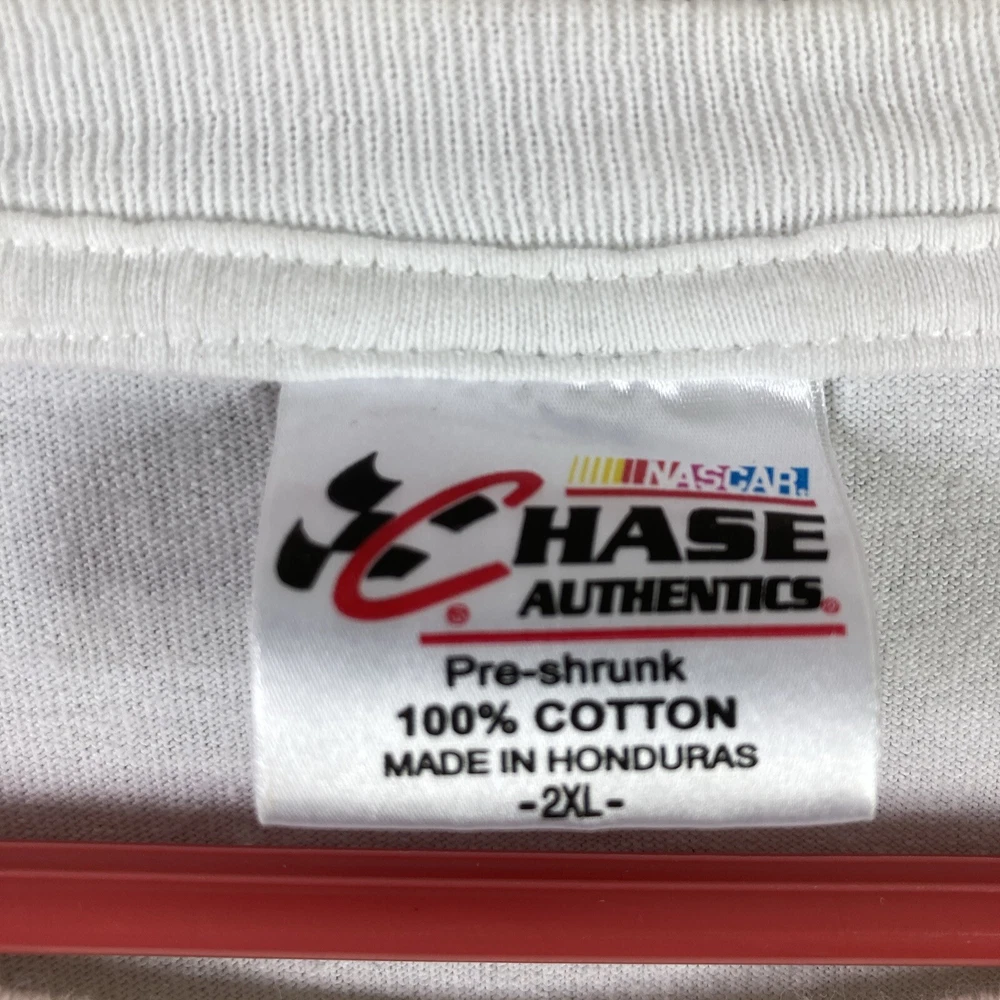 NASCAR
CHASE
AUTHENTICS®
®
Pre-shrunk
100% COTTON
MADE IN HONDURAS
-2XL-